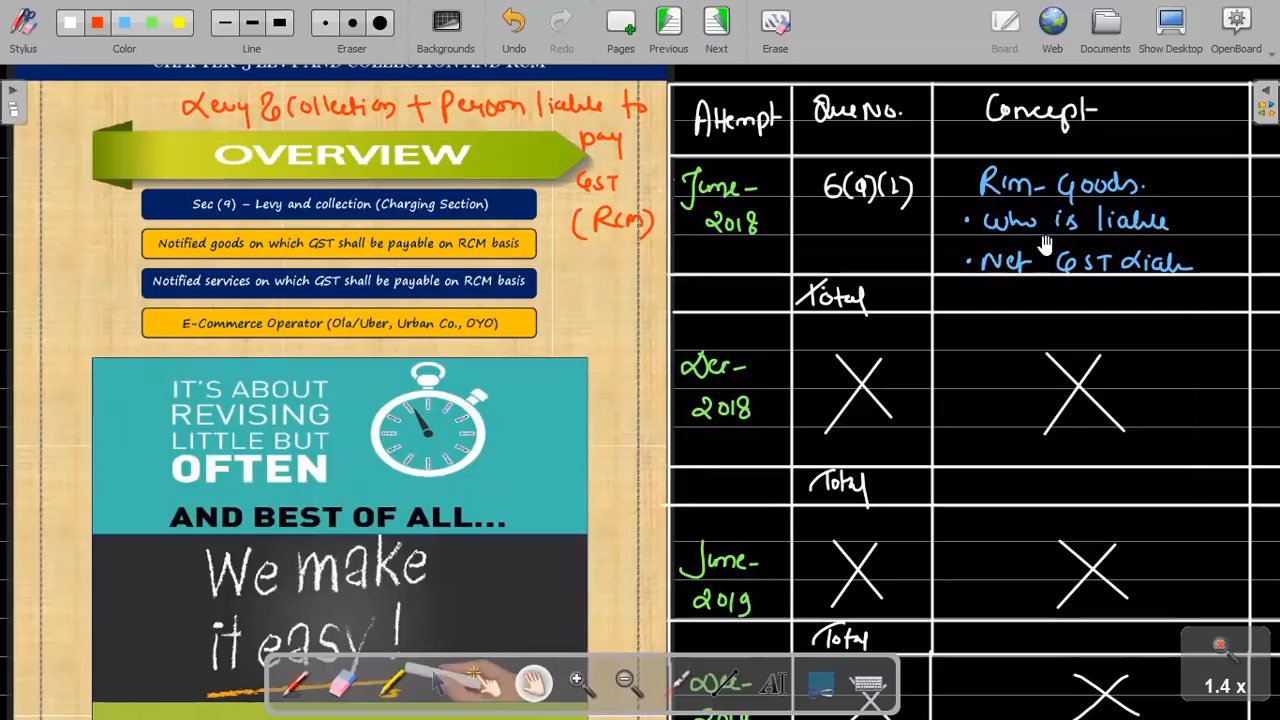 Stylus
Color
Line
Eraser
Backgrounds
Undo
Redo
Pages
Previous
Next
Erase
Board
Web
Documents
Show Desktop
OpenBoard
Levy & Collection + Person liable to
pay
GST
(RCM)
OVERVIEW
Sec (9) – Levy and collection (Charging Section)
Notified goods on which GST shall be payable on RCM basis
Notified services on which GST shall be payable on RCM basis
E-Commerce Operator (Ola/Uber, Urban Co., OYO)
IT'S ABOUT
REVISING
LITTLE BUT
OFTEN
AND BEST OF ALL...
We make
it easy!
Attempt
Que No.
Concept
June-
2018
Rcm- Goods.
• who is liable
• Net GST Liab
Total
Dec-
2018
Total
June-
2019
Total
Dec-
1.4 x